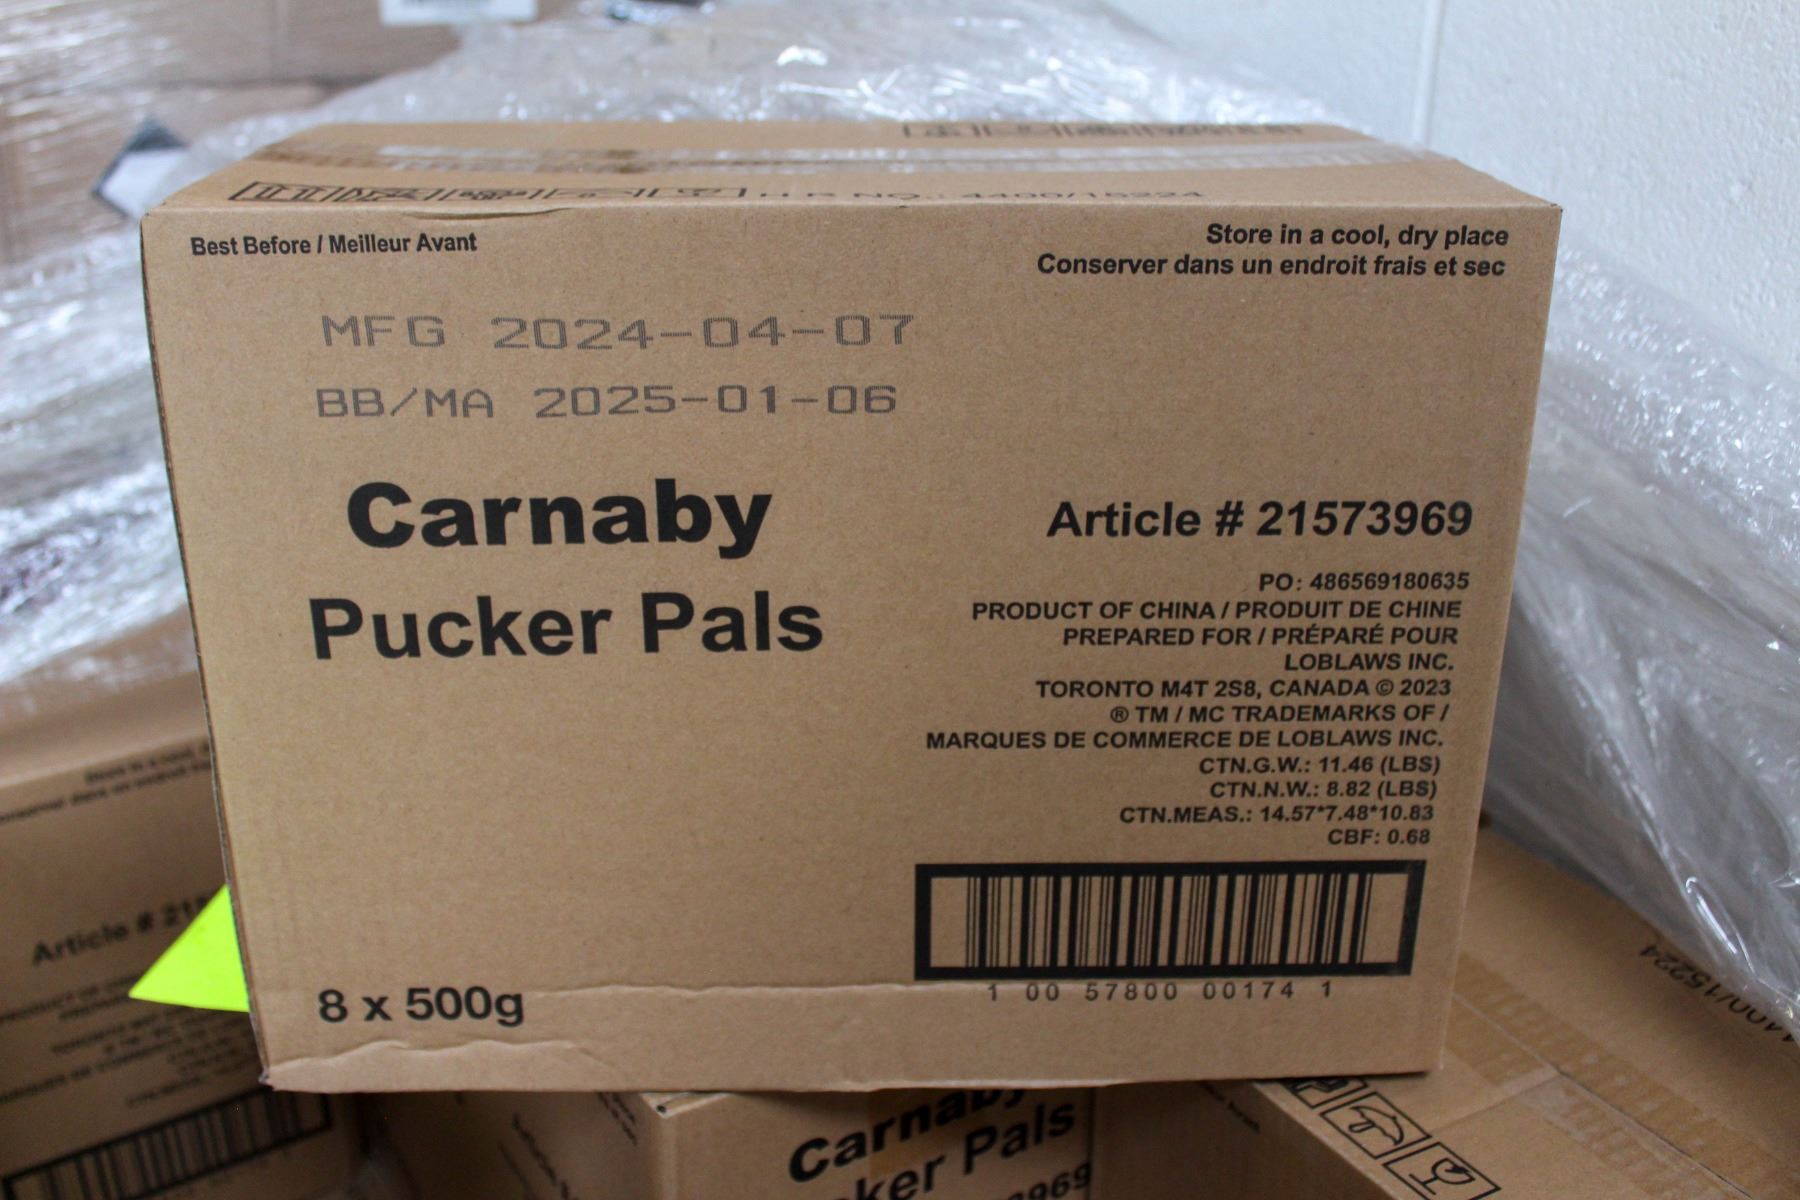 H R NO.: 4400/15224
Best Before / Meilleur Avant
Store in a cool, dry place
Conserver dans un endroit frais et sec
MFG 2024-04-07
BB/MA 2025-01-06
Carnaby
Pucker Pals
Article # 21573969
PO: 486569180635
PRODUCT OF CHINA / PRODUIT DE CHINE
PREPARED FOR / PRÉPARÉ POUR
LOBLAWS INC.
TORONTO M4T 2S8, CANADA © 2023
® TM / MC TRADEMARKS OF /
MARQUES DE COMMERCE DE LOBLAWS INC.
CTN.G.W.: 11.46 (LBS)
CTN.N.W.: 8.82 (LBS)
CTN.MEAS.: 14.57*7.48*10.83
CBF: 0.68
8 x 500g
1 00 57800 00174 1
Article #
Carnaby
Pals